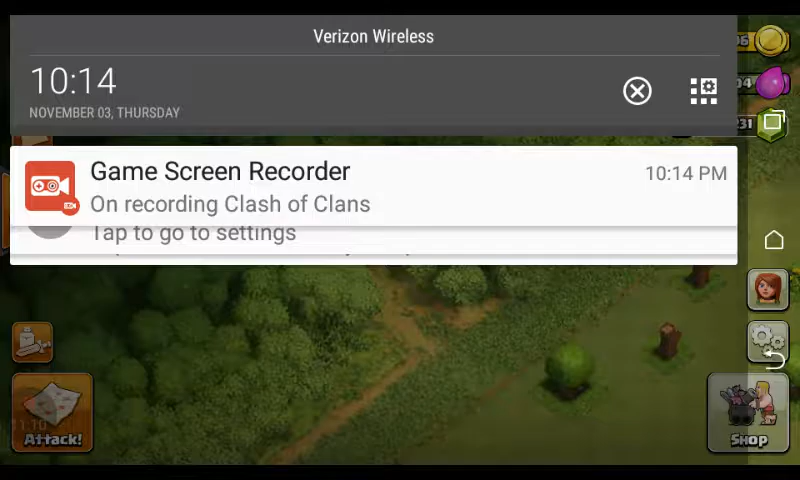 Verizon Wireless
10:14
NOVEMBER 03, THURSDAY
Game Screen Recorder
10:14 PM
On recording Clash of Clans
Tap to go to settings
Attack!
Shop